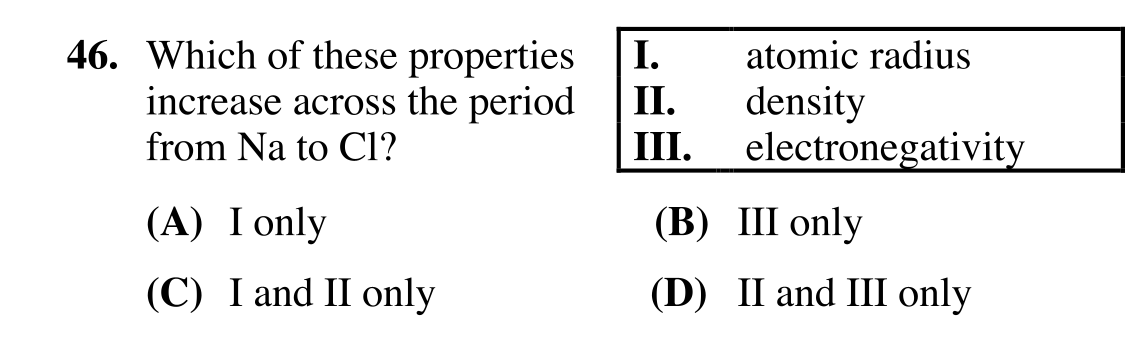 46. Which of these properties
increase across the period
from Na to Cl?
I. atomic radius
II. density
III. electronegativity
(A) I only
(B) III only
(C) I and II only
(D) II and III only